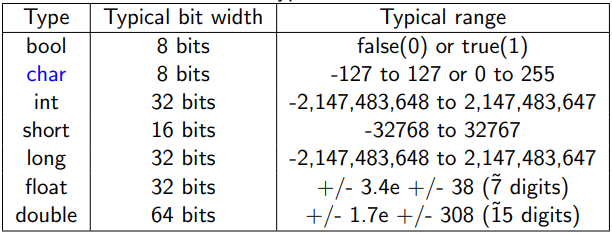 Type Typical bit width Typical range
bool 8 bits false(0) or true(1)
char 8 bits -127 to 127 or 0 to 255
int 32 bits -2,147,483,648 to 2,147,483,647
short 16 bits -32768 to 32767
long 32 bits -2,147,483,648 to 2,147,483,647
float 32 bits +/- 3.4e +/- 38 (7̃ digits)
double 64 bits +/- 1.7e +/- 308 (1̃5 digits)